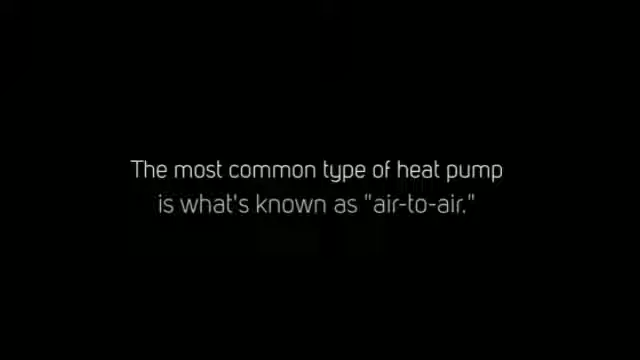 The most common type of heat pump
is what's known as "air-to-air."